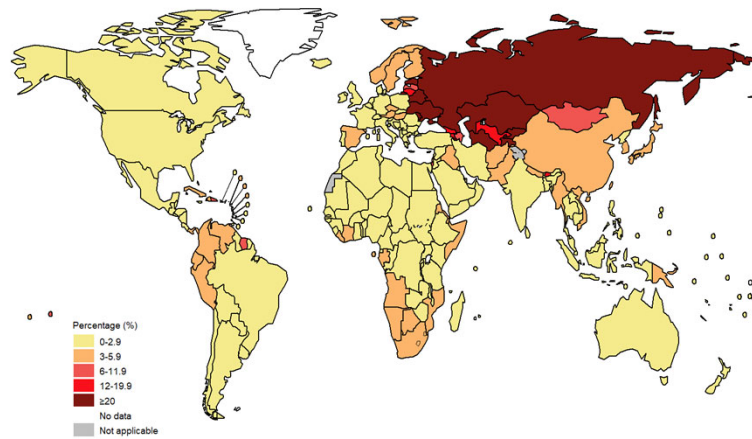 Percentage (%)
0-2.9
3-5.9
6-11.9
12-19.9
≥20
No data
Not applicable